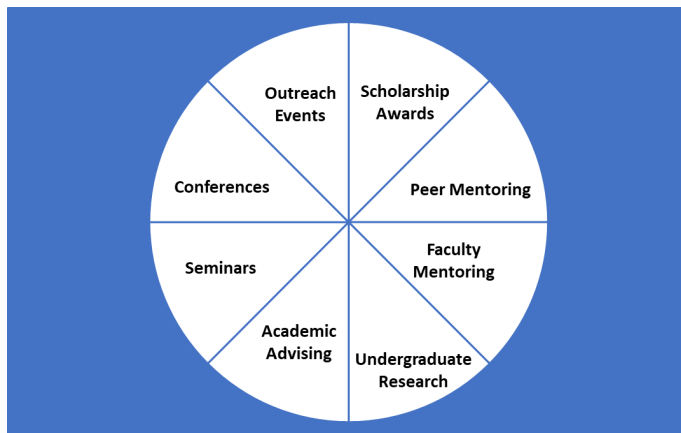 Outreach
Events
Scholarship
Awards
Peer Mentoring
Faculty
Mentoring
Undergraduate
Research
Academic
Advising
Seminars
Conferences